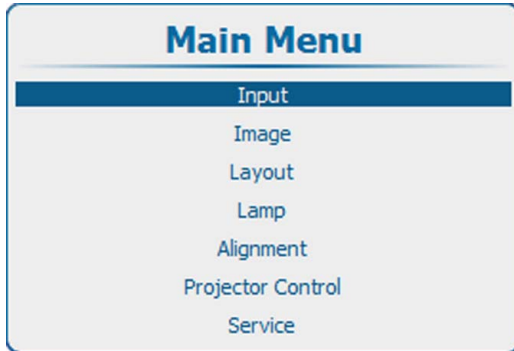 Main Menu
Input
Image
Layout
Lamp
Alignment
Projector Control
Service